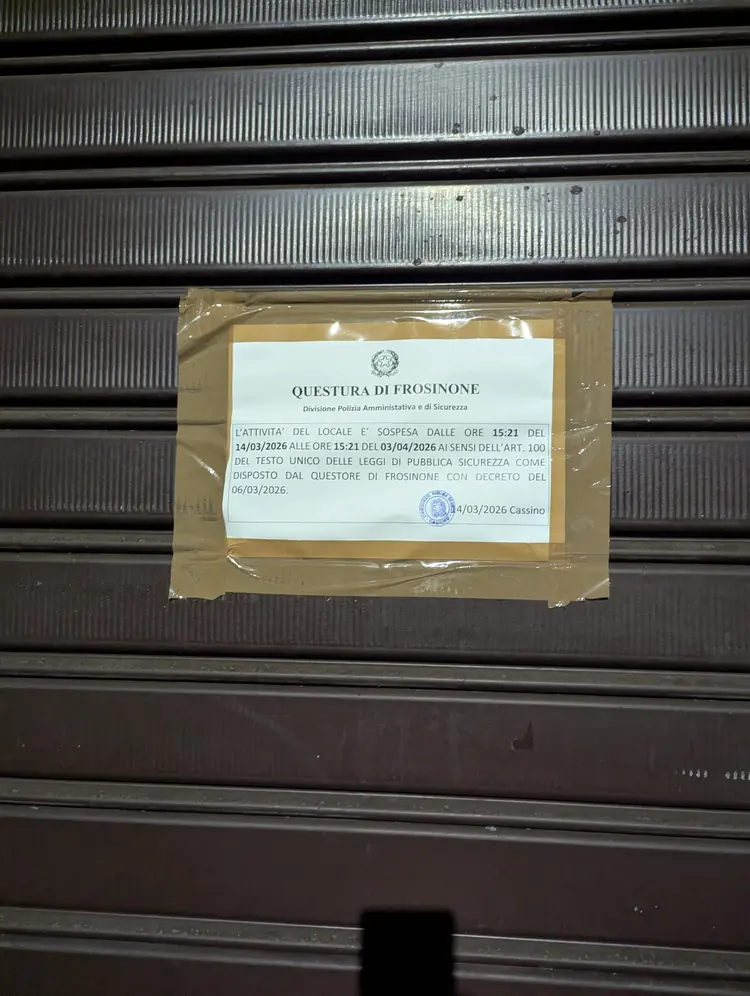 QUESTURA DI FROSINONE
Divisione Polizia Amministativa e di Sicurezza
L'ATTIVITA' DEL LOCALE E' SOSPESA DALLE ORE 15:21 DEL
14/03/2026 ALLE ORE 15:21 DEL 03/04/2026 AI SENSI DELL'ART. 100
DEL TESTO UNICO DELLE LEGGI DI PUBBLICA SICUREZZA COME
DISPOSTO DAL QUESTORE DI FROSINONE CON DECRETO DEL
06/03/2026.
14/03/2026 Cassino